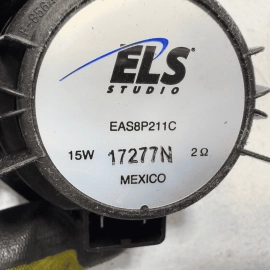 ELS
STUDIO
EAS8P211C
15W 17277N 2Ω
MEXICO